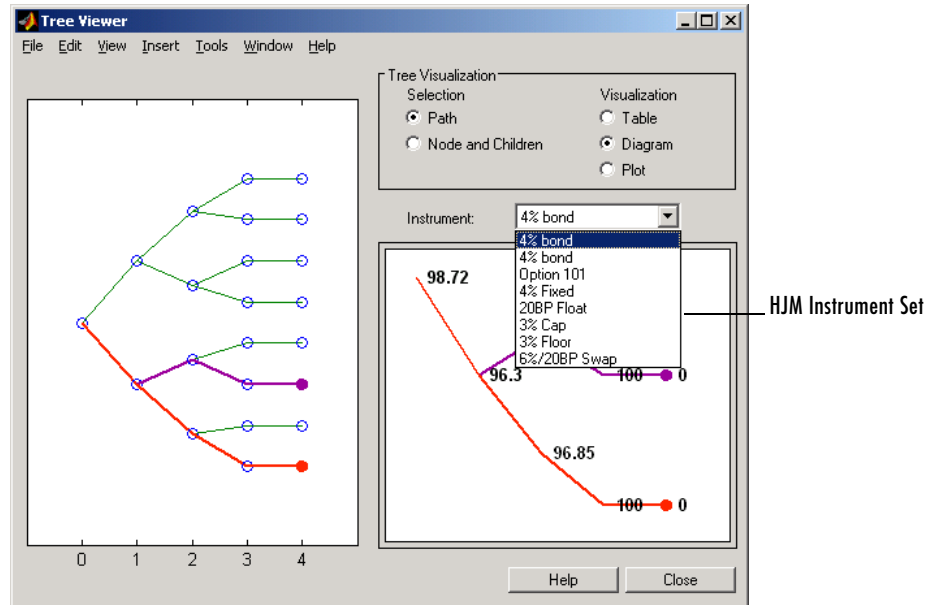 Tree Viewer
File Edit View Insert Tools Window Help
Tree Visualization
Selection Visualization
Path Table
Node and Children Diagram
Plot
Instrument: 4% bond
4% bond
4% bond
Option 101
4% Fixed
20BP Float
3% Cap
3% Floor
6%/20BP Swap
HJM Instrument Set
98.72
96.3 100 0
96.85
100 0
0 1 2 3 4
Help Close